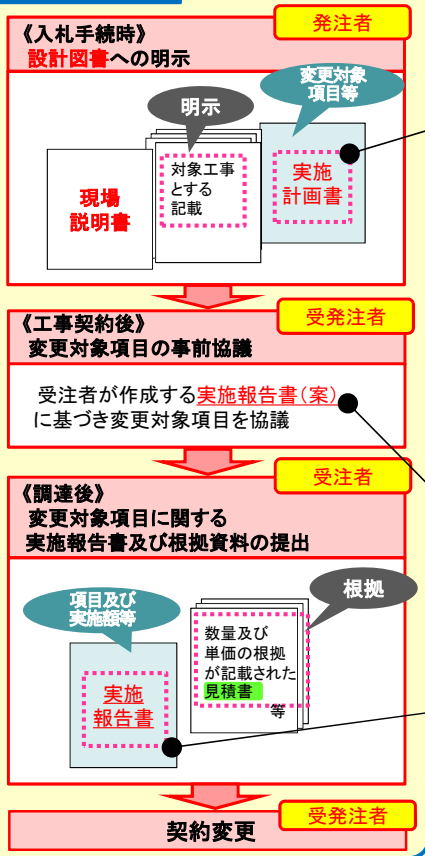 発注者
《入札手続時》
設計図書への明示
変更対象
項目等
明示
対象工事
とする
記載
実施
計画書
現場
説明書
受発注者
《工事契約後》
変更対象項目の事前協議
受注者が作成する実施報告書(案)
に基づき変更対象項目を協議
受注者
《調達後》
変更対象項目に関する
実施報告書及び根拠資料の提出
根拠
項目及び
実施額等
数量及び
単価の根拠
が記載された
見積書
等
実施
報告書
受発注者
契約変更